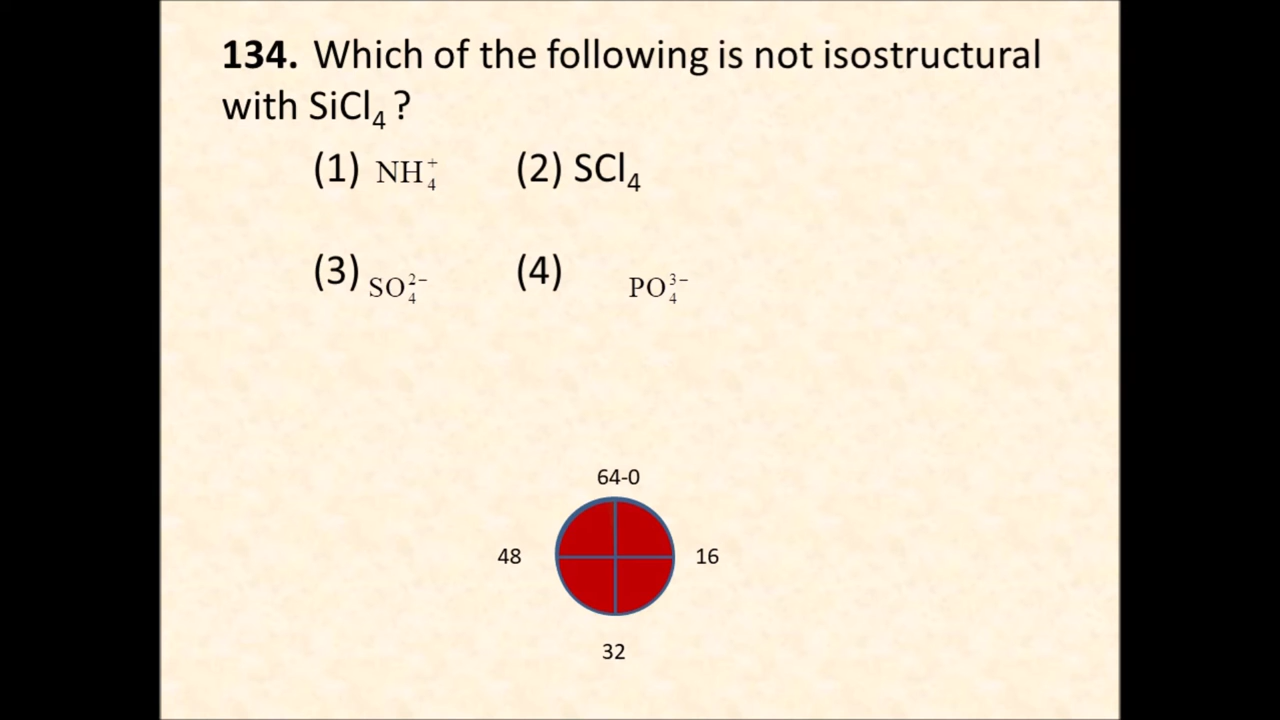 134. Which of the following is not isostructural
with SiCl₄ ?
(1) NH₄⁺ (2) SCl₄
(3) SO₄²⁻ (4) PO₄³⁻
64-0
48 16
32